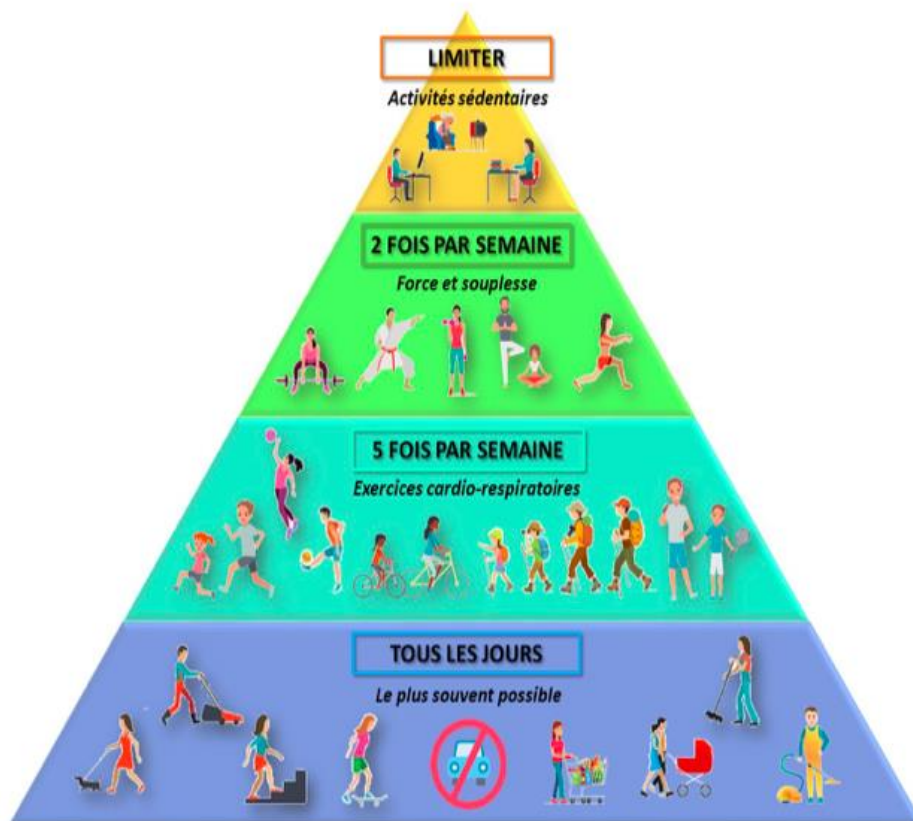 LIMITER
Activités sédentaires
2 FOIS PAR SEMAINE
Force et souplesse
5 FOIS PAR SEMAINE
Exercices cardio-respiratoires
TOUS LES JOURS
Le plus souvent possible